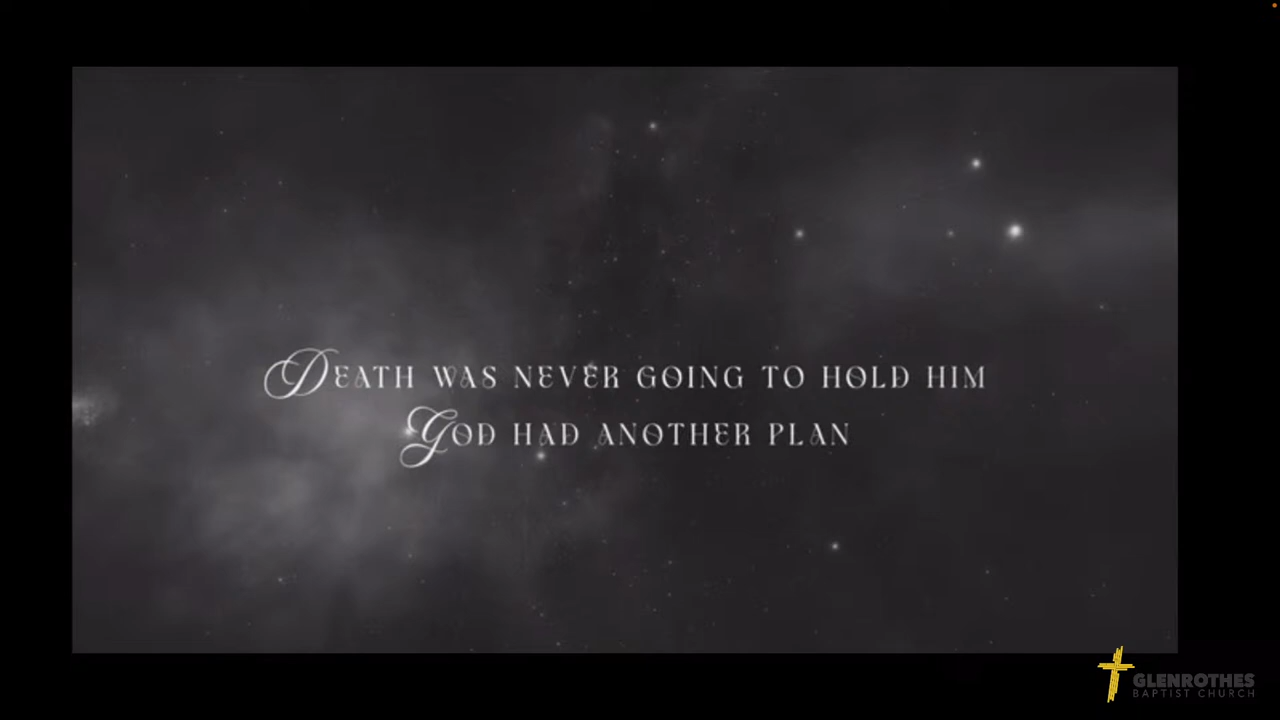 Death was never going to hold Him
God had another plan
GLENROTHES
BAPTIST CHURCH